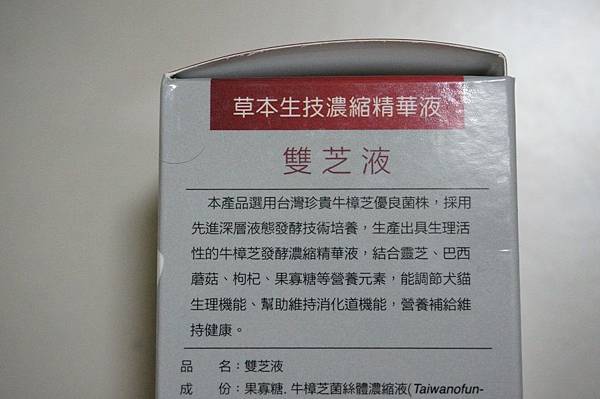 草本生技濃縮精華液
雙芝液
本產品選用台灣珍貴牛樟芝優良菌株，採用
先進深層液態發酵技術培養，生產出具生理活
性的牛樟芝發酵濃縮精華液，結合靈芝、巴西
蘑菇、枸杞、果寡糖等營養元素，能調節犬貓
生理機能、幫助維持消化道機能，營養補給維
持健康。
品　　名：雙芝液
成　　份：果寡糖. 牛樟芝菌絲體濃縮液(Taiwanofun-